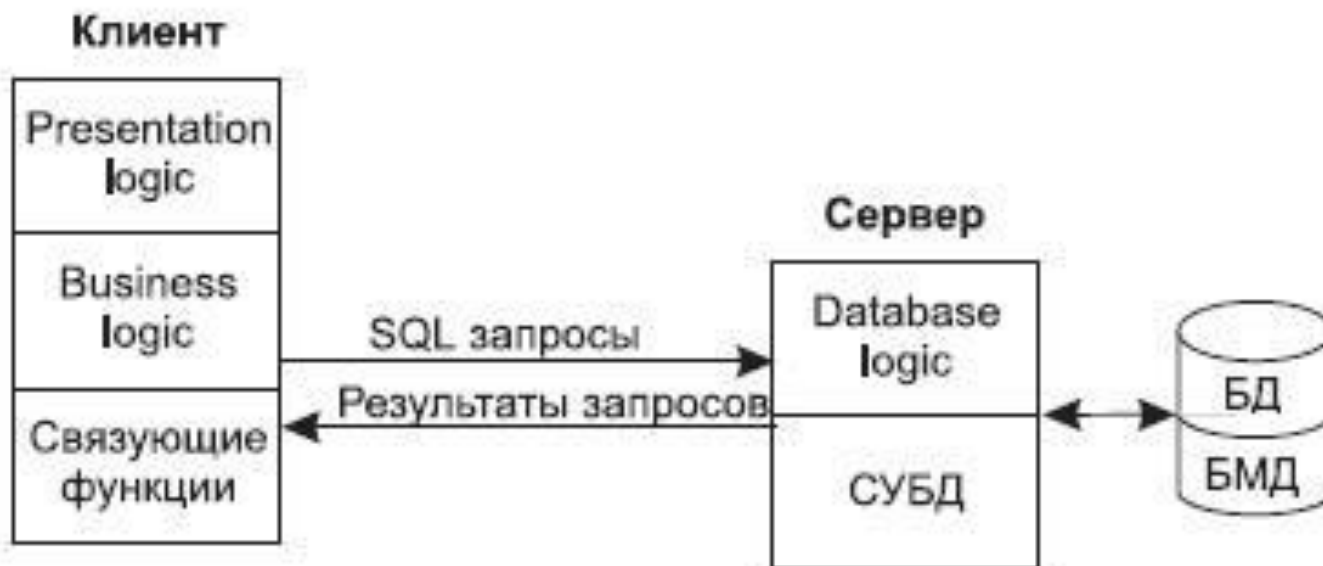 Клиент
Presentation
logic
Business
logic
Связующие
функции
SQL запросы
Результаты запросов
Сервер
Database
logic
СУБД
БД
БМД